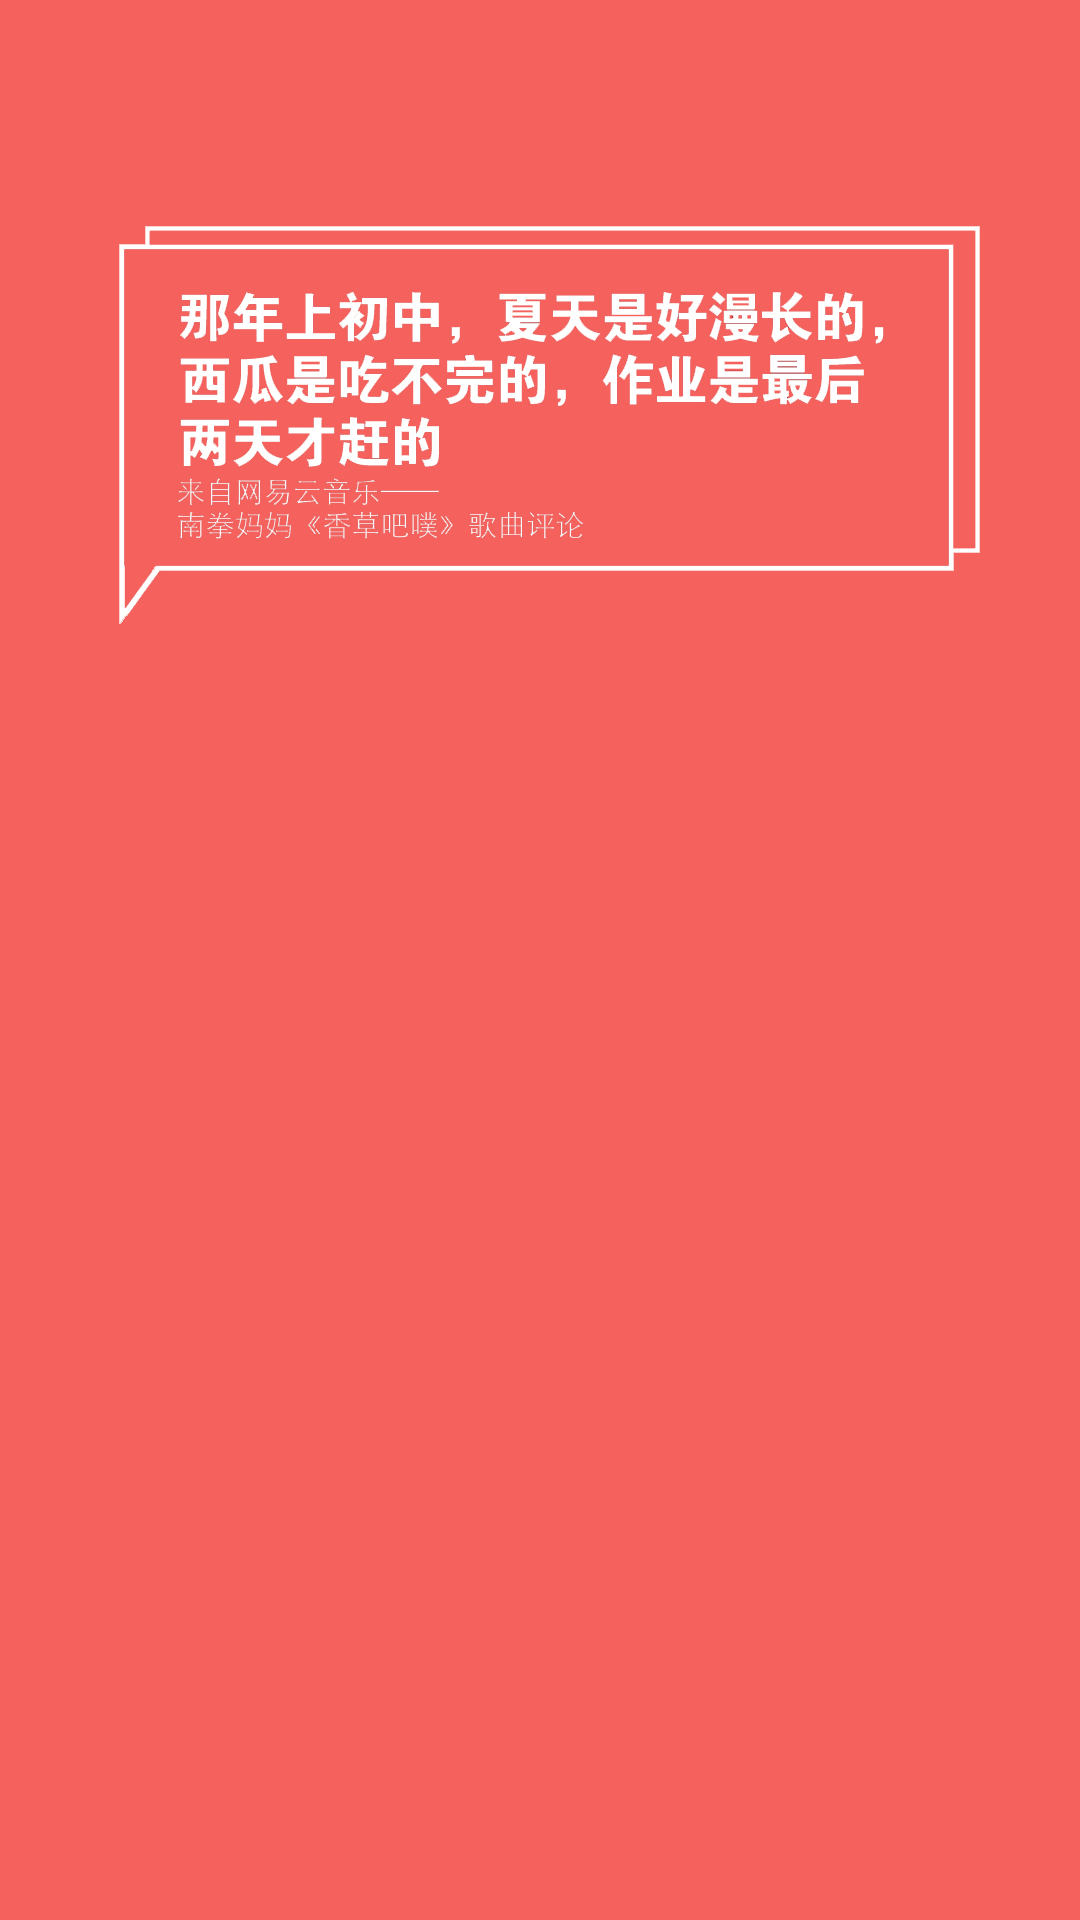 那年上初中，夏天是好漫长的，
西瓜是吃不完的，作业是最后
两天才赶的
来自网易云音乐——
南拳妈妈《香草吧噗》歌曲评论